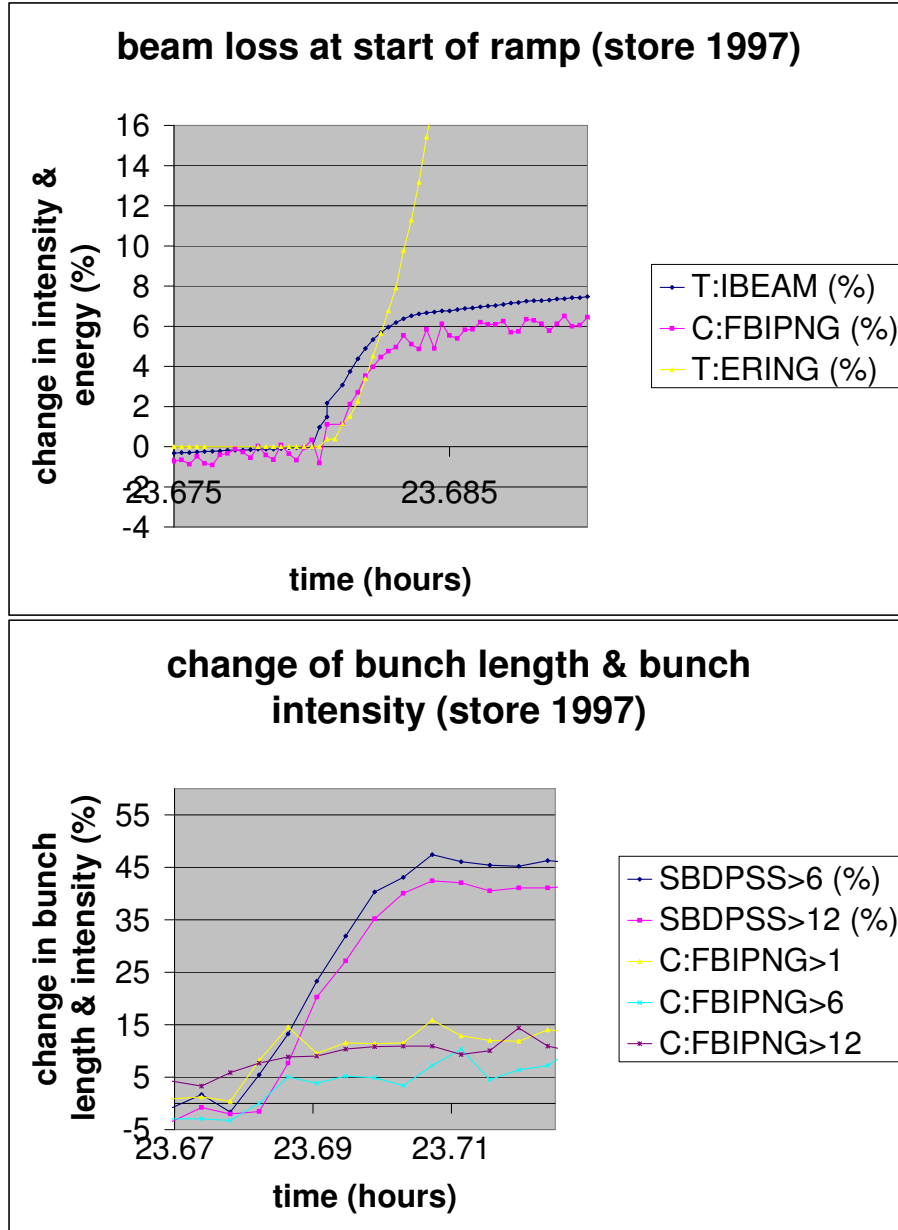 beam loss at start of ramp (store 1997)
16
14
12
10
8
6
4
2
0
-2
-4
23.675
23.685
change in intensity &
energy (%)
time (hours)
T:IBEAM (%)
C:FBIPNG (%)
T:ERING (%)
change of bunch length & bunch
intensity (store 1997)
55
45
35
25
15
5
-5
23.67
23.69
23.71
change in bunch
length & intensity (%)
time (hours)
SBDPSS>6 (%)
SBDPSS>12 (%)
C:FBIPNG>1
C:FBIPNG>6
C:FBIPNG>12